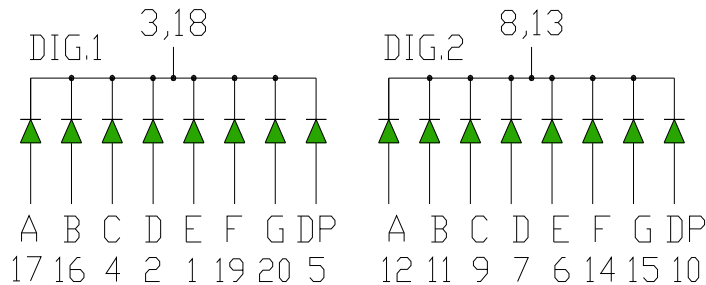 3,18 8,13
DIG.1 DIG.2
A B C D E F G DP A B C D E F G DP
17 16 4 2 1 19 20 5 12 11 9 7 6 14 15 10